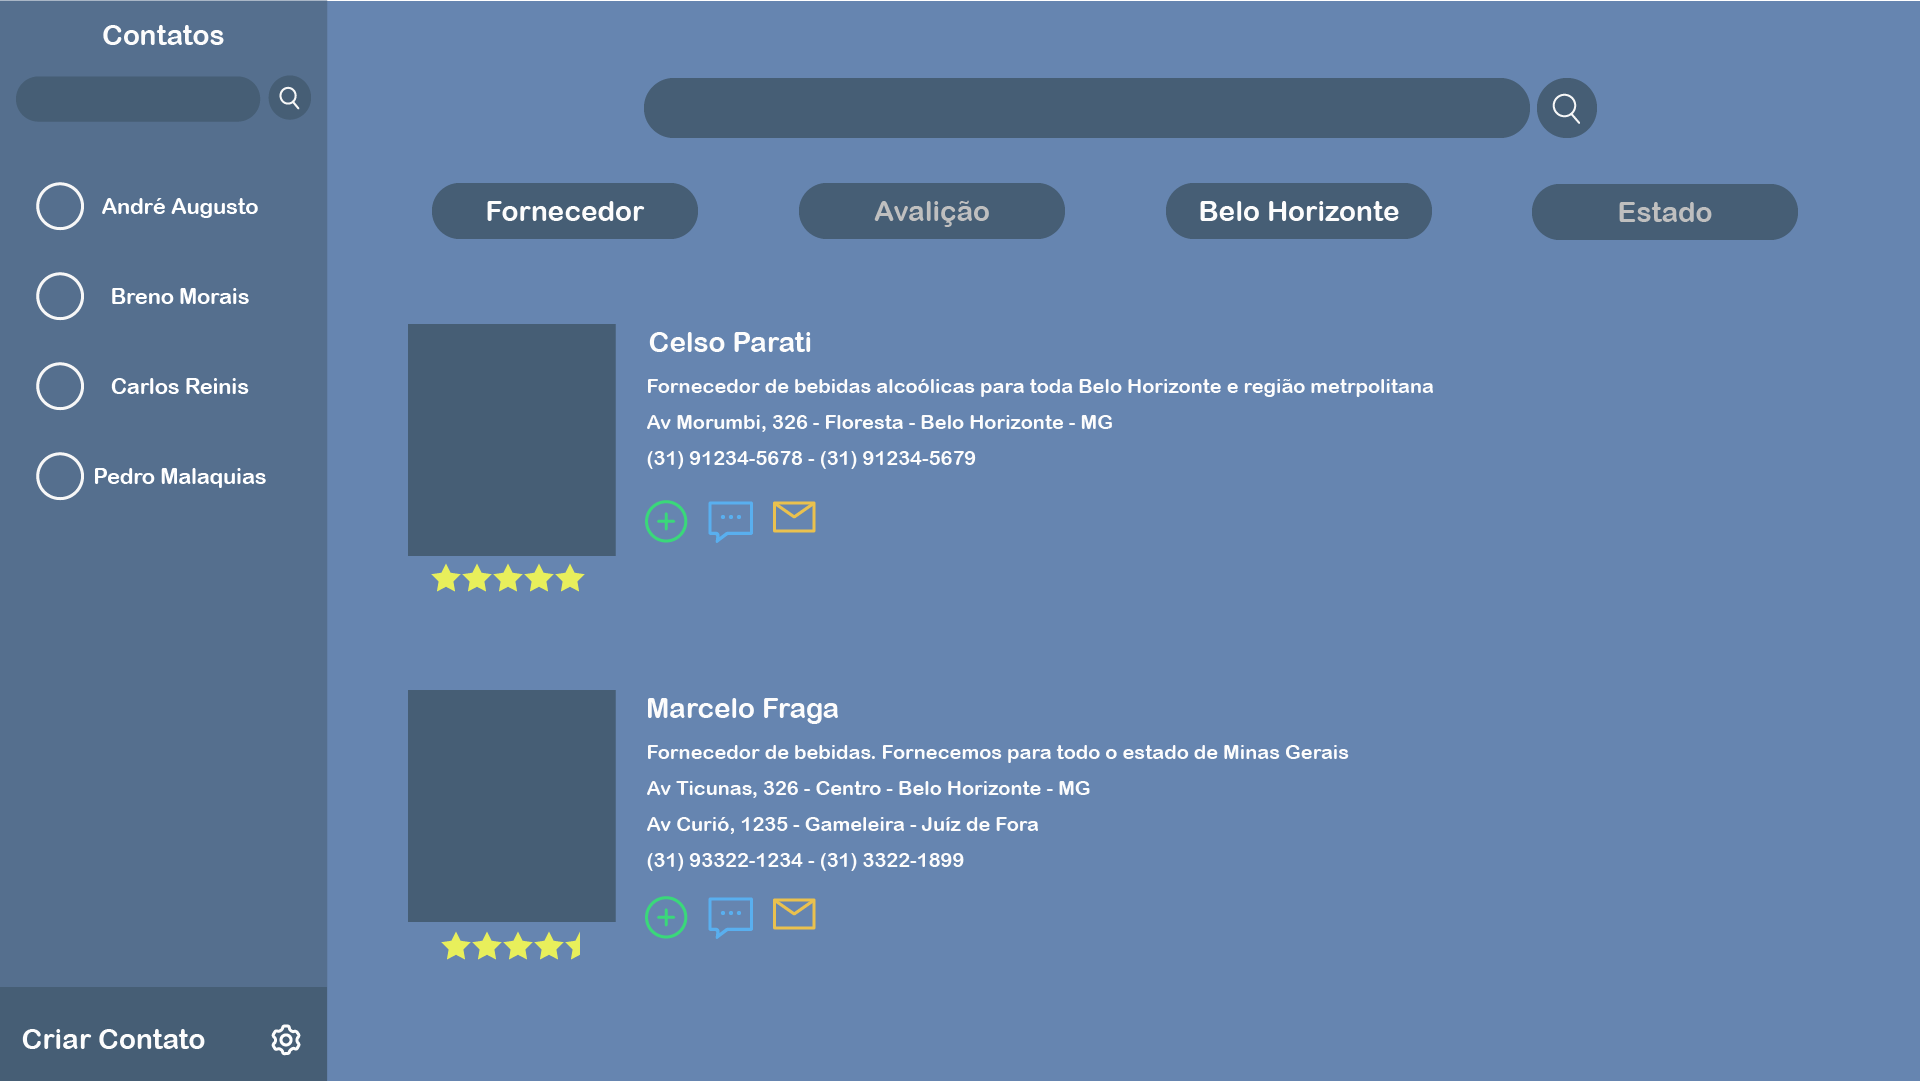 Contatos
André Augusto
Breno Morais
Carlos Reinis
Pedro Malaquias
Criar Contato
Fornecedor
Avalição
Belo Horizonte
Estado
Celso Parati
Fornecedor de bebidas alcoólicas para toda Belo Horizonte e região metrpolitana
Av Morumbi, 326 - Floresta - Belo Horizonte - MG
(31) 91234-5678 - (31) 91234-5679
Marcelo Fraga
Fornecedor de bebidas. Fornecemos para todo o estado de Minas Gerais
Av Ticunas, 326 - Centro - Belo Horizonte - MG
Av Curió, 1235 - Gameleira - Juíz de Fora
(31) 93322-1234 - (31) 3322-1899